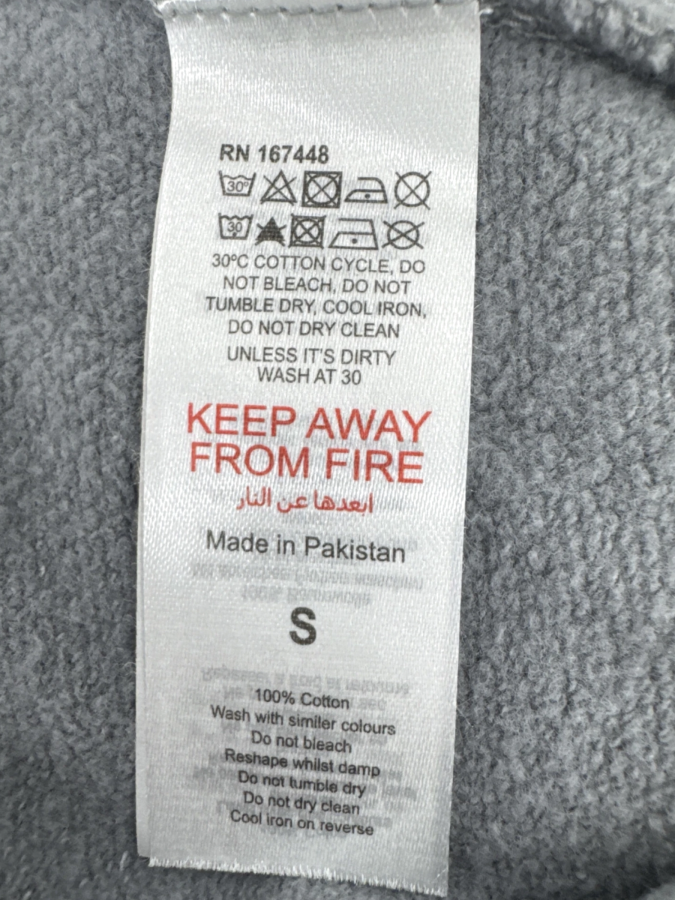 RN 167448
30°
30
30ºC COTTON CYCLE, DO
NOT BLEACH, DO NOT
TUMBLE DRY, COOL IRON,
DO NOT DRY CLEAN
UNLESS IT'S DIRTY
WASH AT 30
KEEP AWAY
FROM FIRE
ابعدها عن النار
Made in Pakistan
S
100% Cotton
Wash with similer colours
Do not bleach
Reshape whilst damp
Do not tumble dry
Do not dry clean
Cool iron on reverse